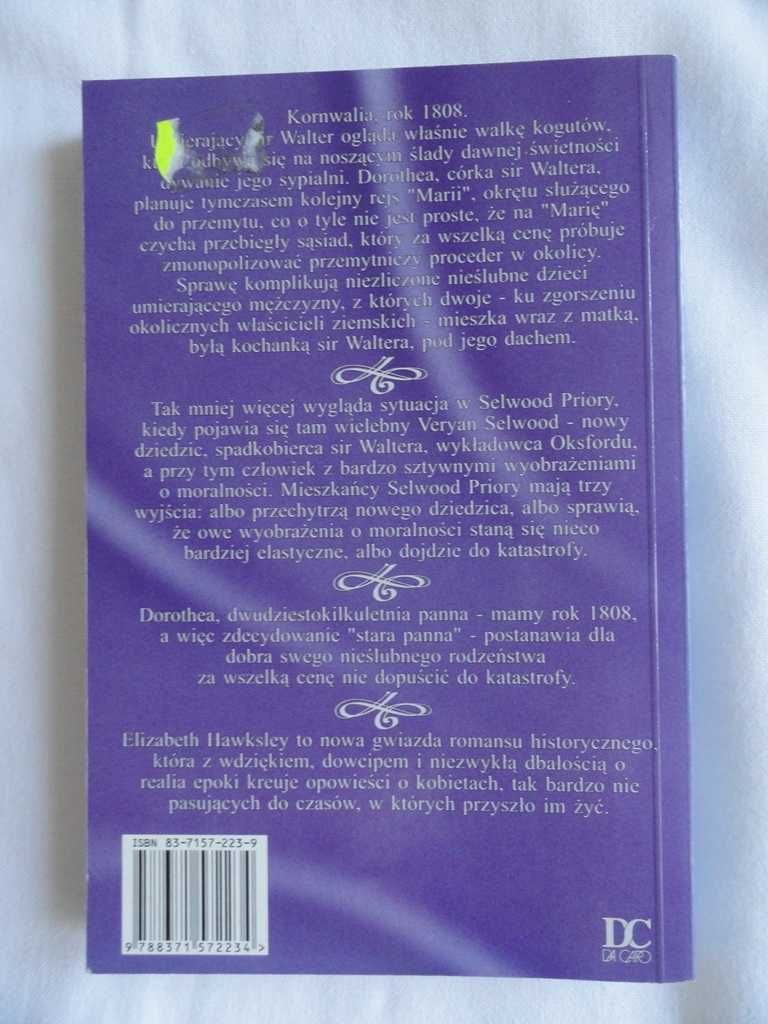 Kornwalia, rok 1808.
Walter ogląda właśnie walkę kogutów,
odbywa się na noszącym ślady dawnej świetności
dywanie jego sypialni. Dorothea, córka sir Waltera,
planuje tymczasem kolejny rejs "Marii", okrętu służącego
do przemytu, co o tyle nie jest proste, że na "Marię"
czycha przebiegły sąsiad, który za wszelką cenę próbuje
zmonopolizować przemytniczy proceder w okolicy.
Sprawę komplikują niezliczone nieślubne dzieci
umierającego mężczyzny, z których dwoje - ku zgorszeniu
okolicznych właścicieli ziemskich - mieszka wraz z matką,
byłą kochanką sir Waltera, pod jego dachem.
Tak mniej więcej wygląda sytuacja w Selwood Priory,
kiedy pojawia się tam wielebny Veryan Selwood - nowy
dziedzic, spadkobierca sir Waltera, wykładowca Oksfordu,
a przy tym człowiek z bardzo sztywnymi wyobrażeniami
o moralności. Mieszkańcy Selwood Priory mają trzy
wyjścia: albo przechytrzą nowego dziedzica, albo sprawią,
że owe wyobrażenia o moralności staną się nieco
bardziej elastyczne, albo dojdzie do katastrofy.
Dorothea, dwudziestokilkuletnia panna - mamy rok 1808,
a więc zdecydowanie "stara panna" - postanawia dla
dobra swego nieślubnego rodzeństwa
za wszelką cenę nie dopuścić do katastrofy.
Elizabeth Hawksley to nowa gwiazda romansu historycznego,
która z wdziękiem, dowcipem i niezwykłą dbałością o
realia epoki kreuje opowieści o kobietach, tak bardzo nie
pasujących do czasów, w których przyszło im żyć.
ISBN 83-7157-223-9
9 788371 572234 >
DC
DA CAPO